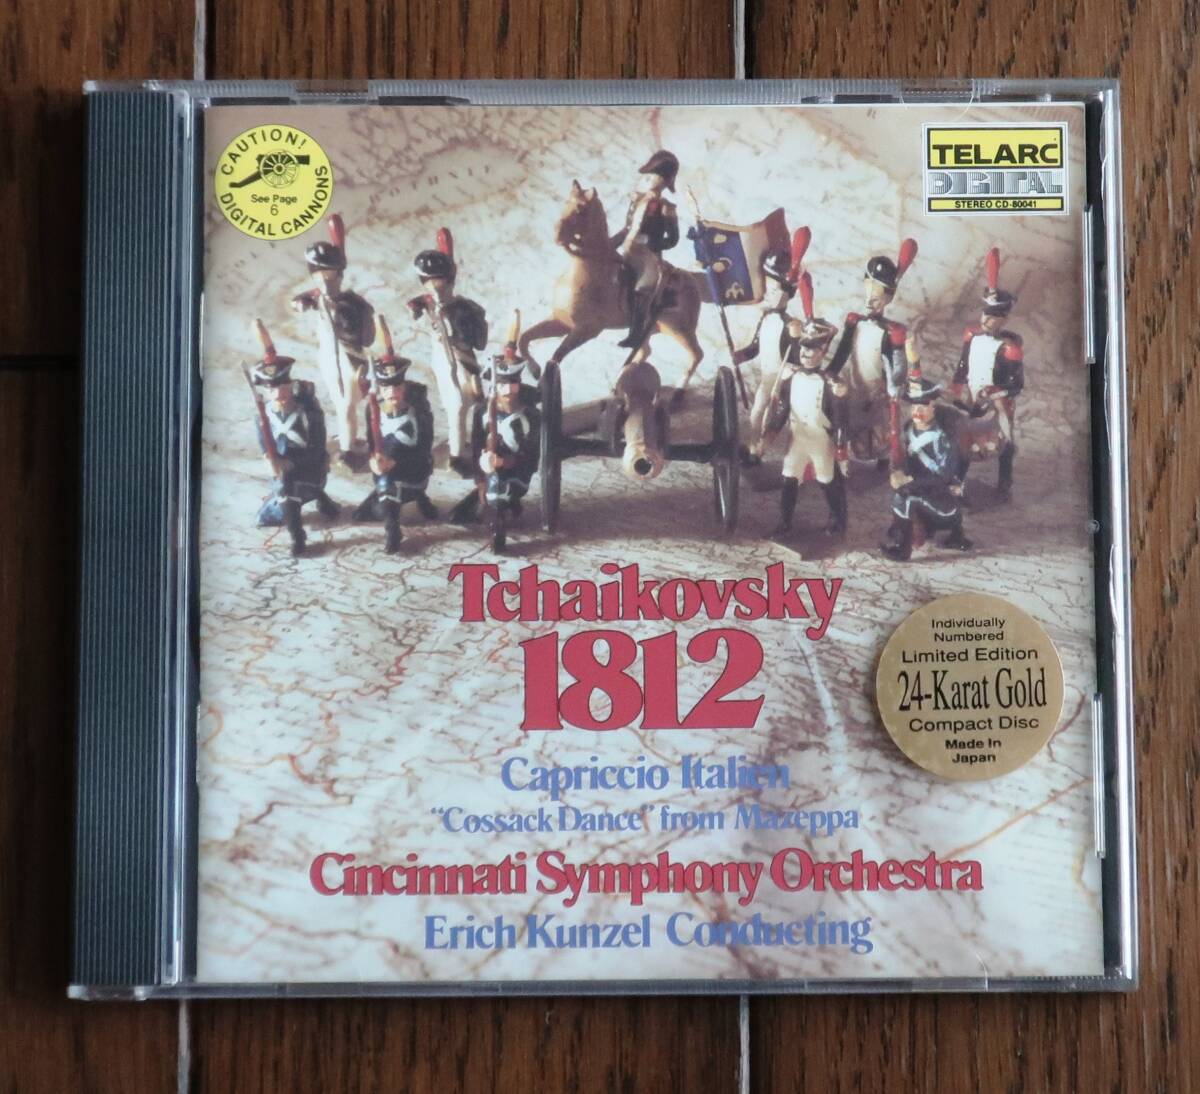 CAUTION!
See Page
6
DIGITAL CANNONS
TELARC
DIGITAL
STEREO CD-80041
Tchaikovsky
1812
Individually
Numbered
Limited Edition
24-Karat Gold
Compact Disc
Made In
Japan
Capriccio Italien
“Cossack Dance” from Mazeppa
Cincinnati Symphony Orchestra
Erich Kunzel Conducting